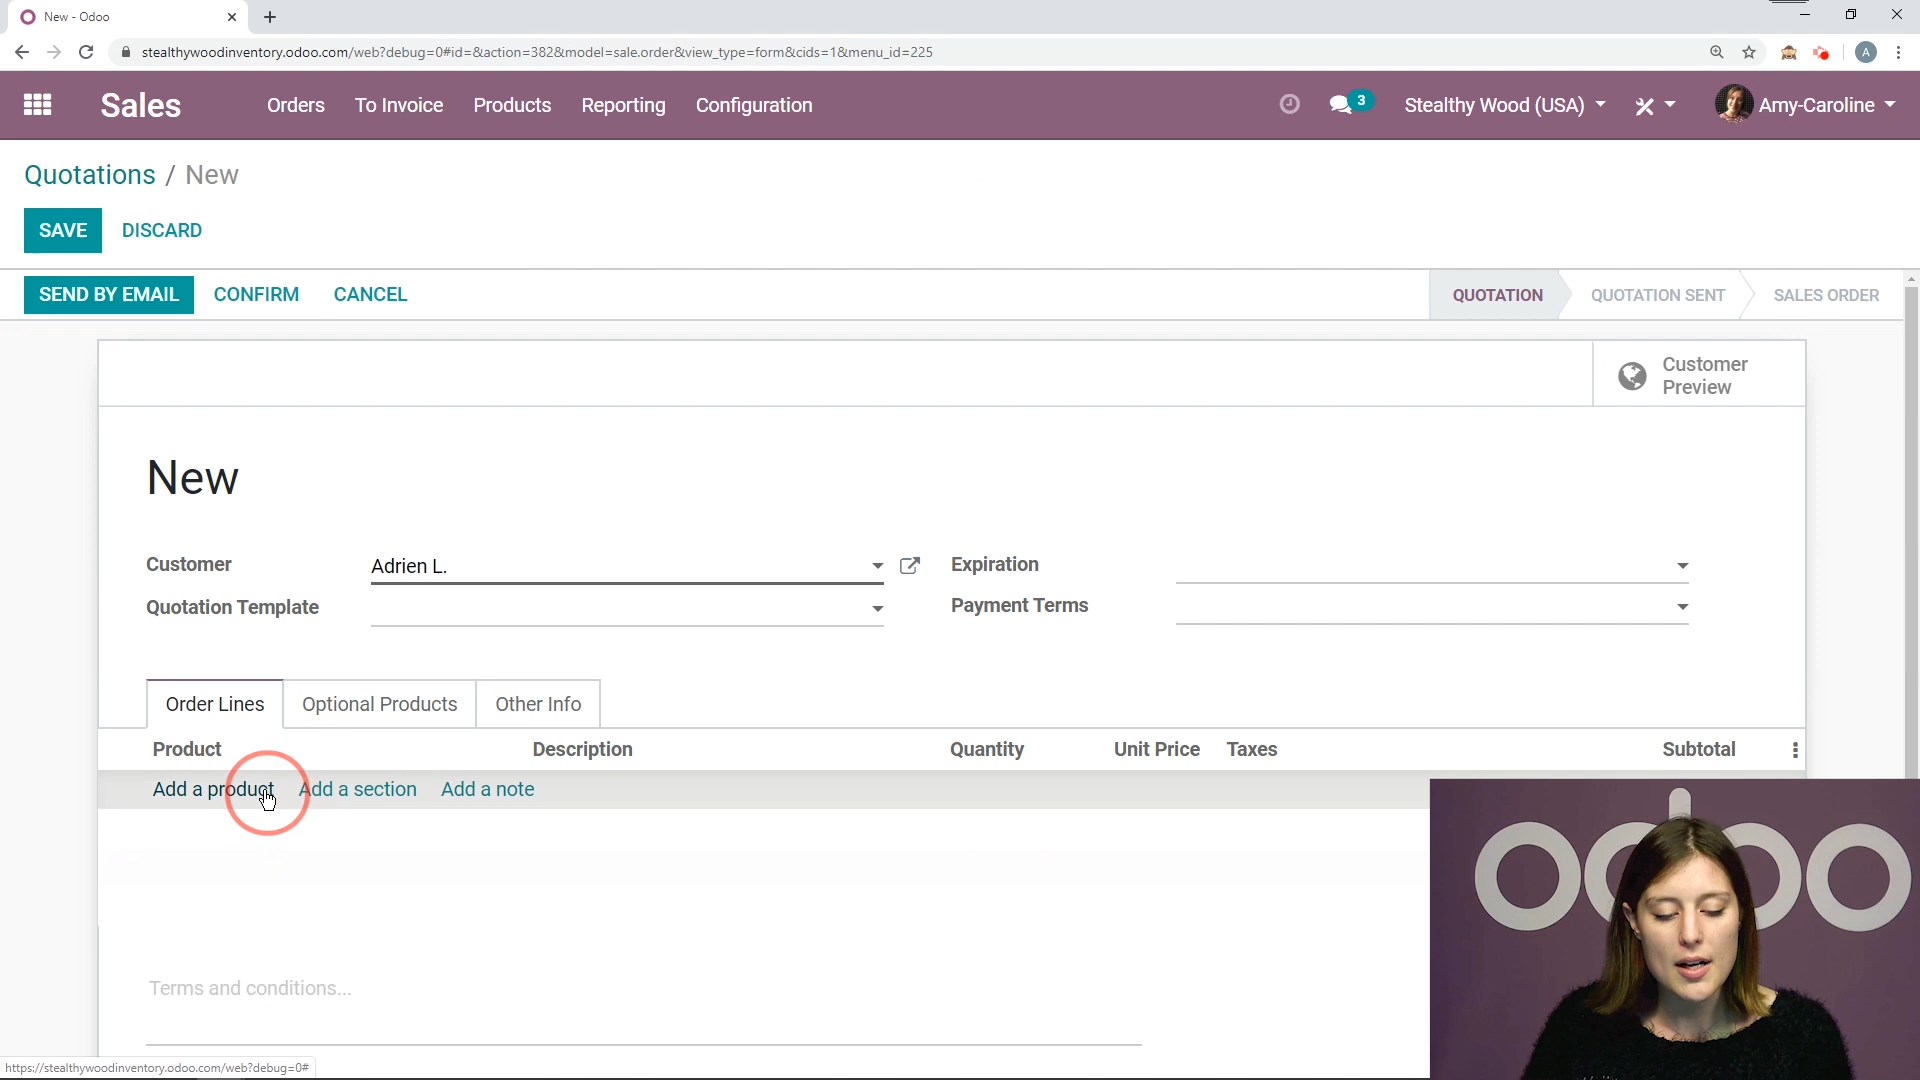 New - Odoo
stealthywoodinventory.odoo.com/web?debug=0#id=&action=382&model=sale.order&view_type=form&cids=1&menu_id=225
A
Sales
Orders
To Invoice
Products
Reporting
Configuration
3
Stealthy Wood (USA)
Amy-Caroline
Quotations / New
SAVE
DISCARD
SEND BY EMAIL
CONFIRM
CANCEL
QUOTATION
QUOTATION SENT
SALES ORDER
Customer
Preview
New
Customer
Adrien L.
Expiration
Quotation Template
Payment Terms
Order Lines
Optional Products
Other Info
Product
Description
Quantity
Unit Price
Taxes
Subtotal
Add a product
Add a section
Add a note
odoo
Terms and conditions...
https://stealthywoodinventory.odoo.com/web?debug=0#